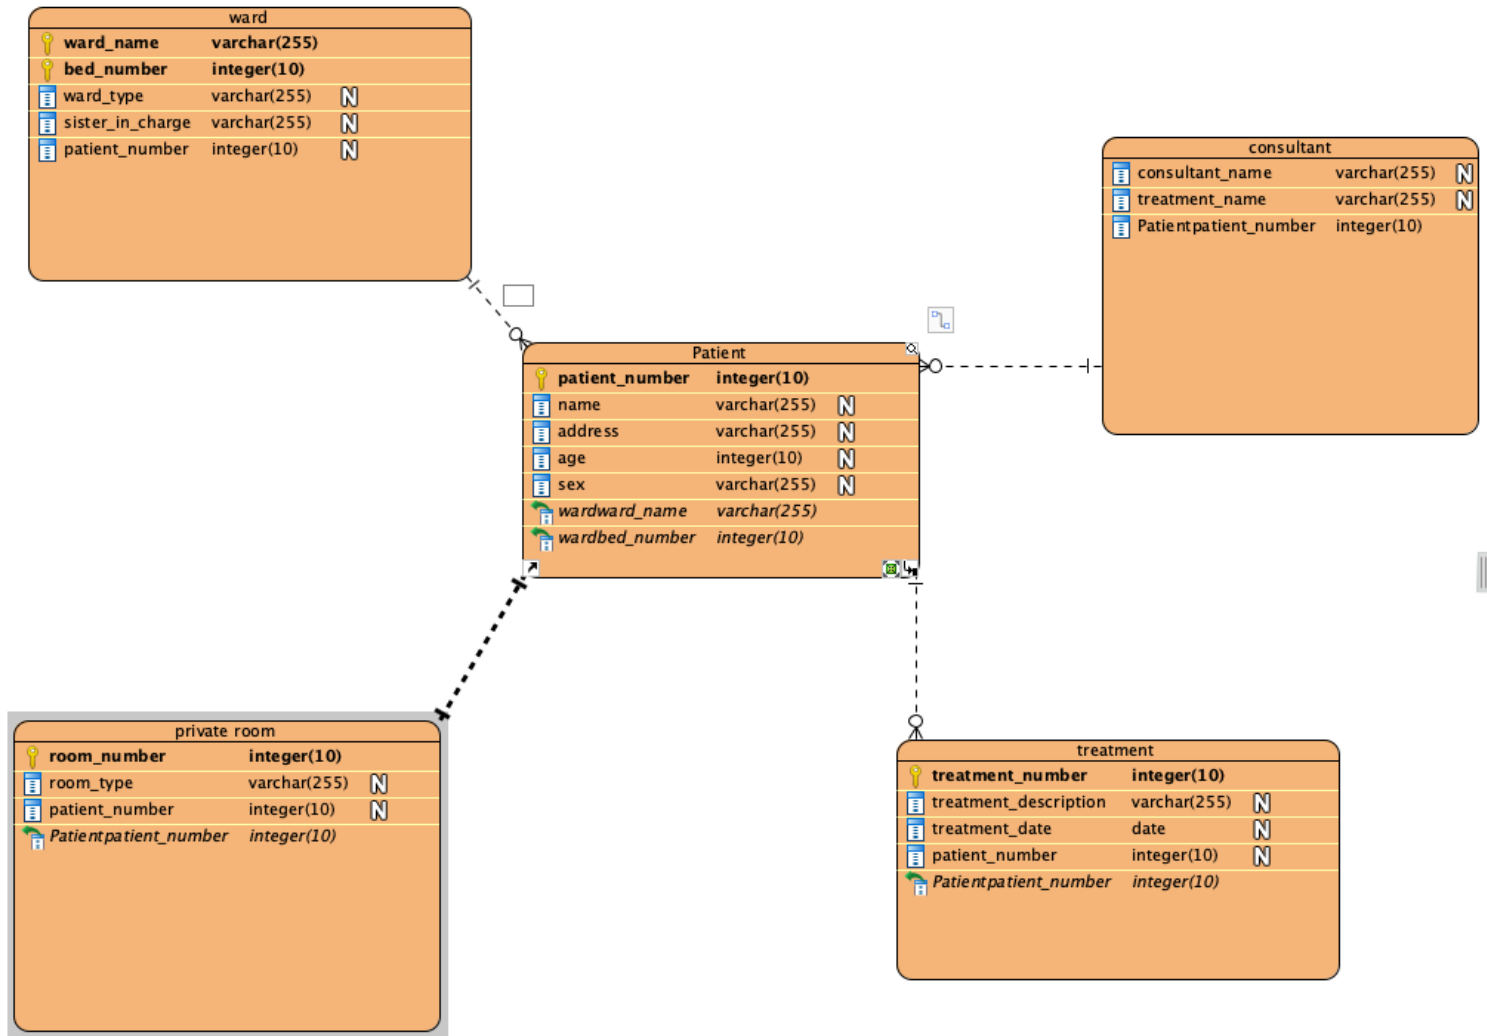 ward
ward_name varchar(255)
bed_number integer(10)
ward_type varchar(255) N
sister_in_charge varchar(255) N
patient_number integer(10) N
consultant
consultant_name varchar(255) N
treatment_name varchar(255) N
Patientpatient_number integer(10)
Patient
patient_number integer(10)
name varchar(255) N
address varchar(255) N
age integer(10) N
sex varchar(255) N
wardward_name varchar(255)
wardbed_number integer(10)
private room
room_number integer(10)
room_type varchar(255) N
patient_number integer(10) N
Patientpatient_number integer(10)
treatment
treatment_number integer(10)
treatment_description varchar(255) N
treatment_date date N
patient_number integer(10) N
Patientpatient_number integer(10)